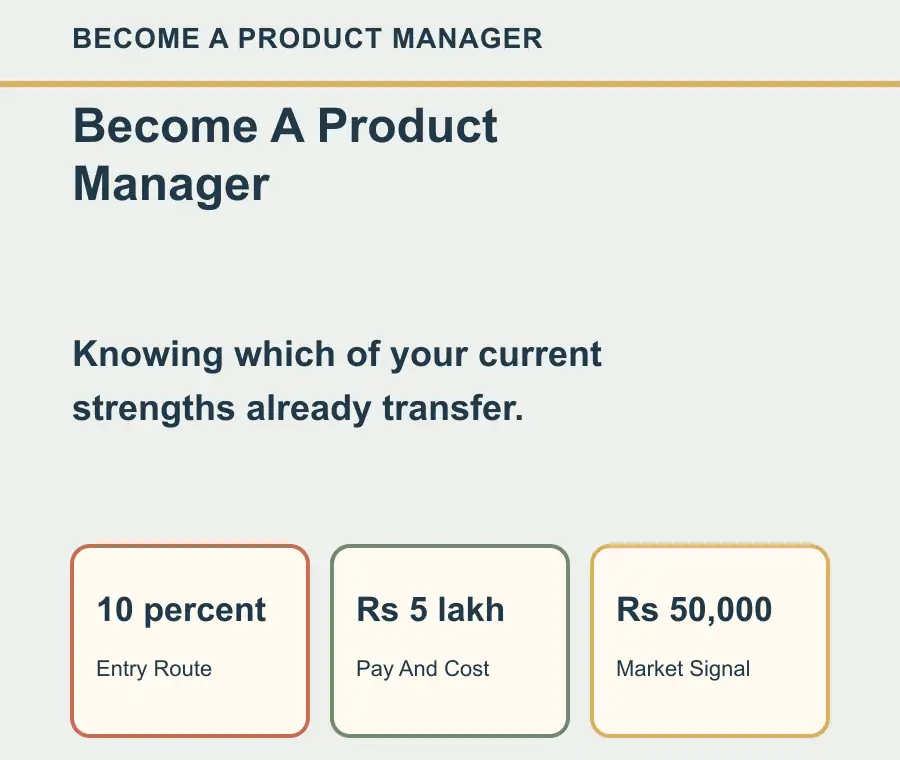 BECOME A PRODUCT MANAGER
Become A Product
Manager
Knowing which of your current
strengths already transfer.
10 percent
Entry Route
Rs 5 lakh
Pay And Cost
Rs 50,000
Market Signal